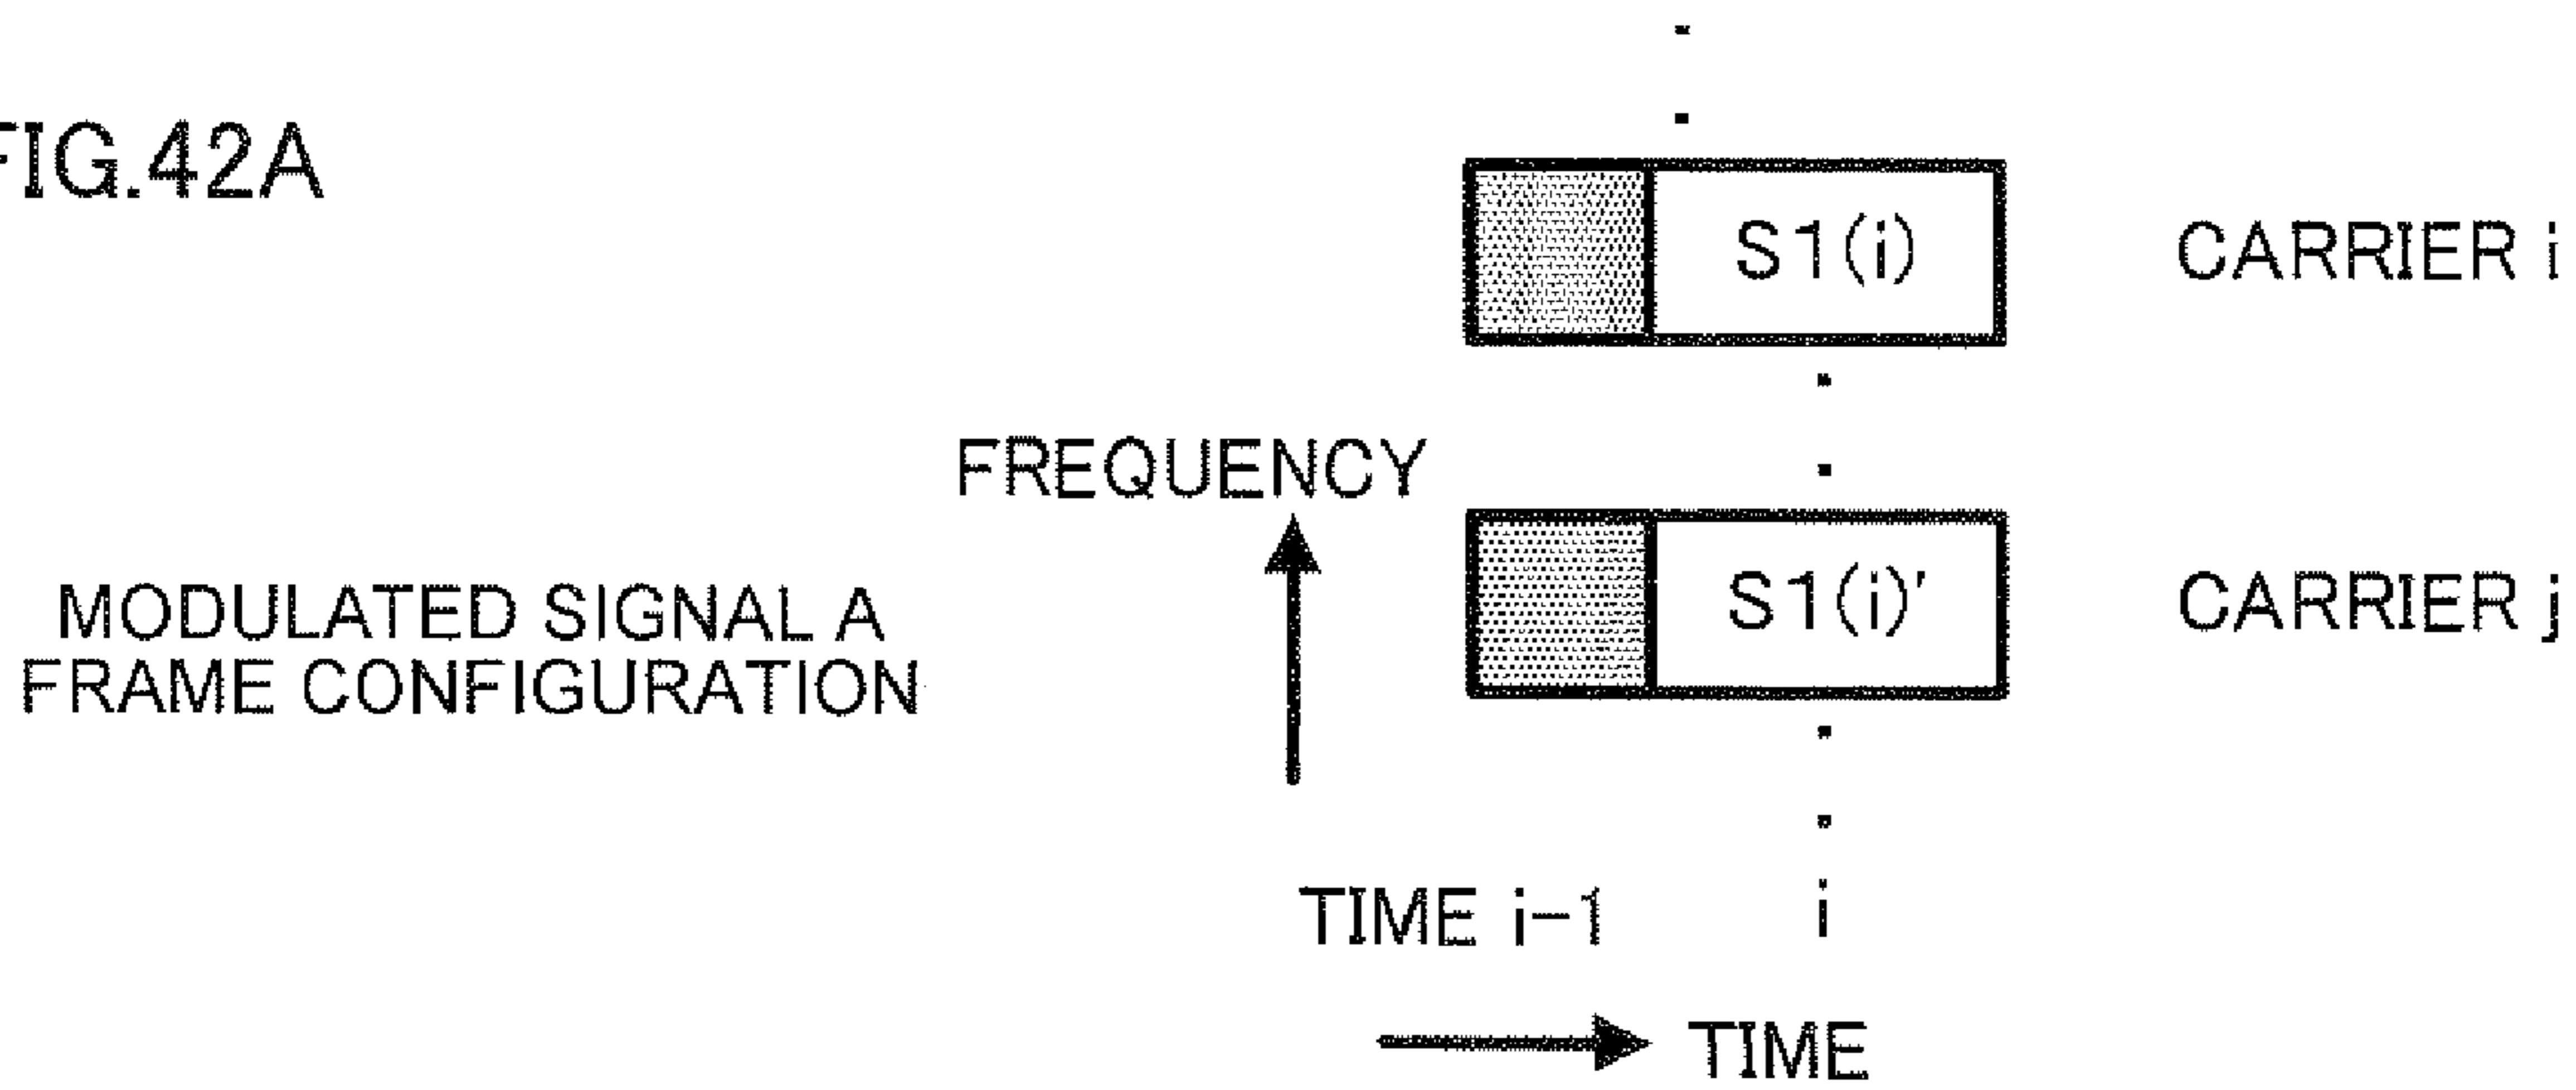 FIG.42A
S1(i)
CARRIER i
FREQUENCY
S1(i)'
CARRIER j
MODULATED SIGNAL A
FRAME CONFIGURATION
TIME i-1 i
TIME